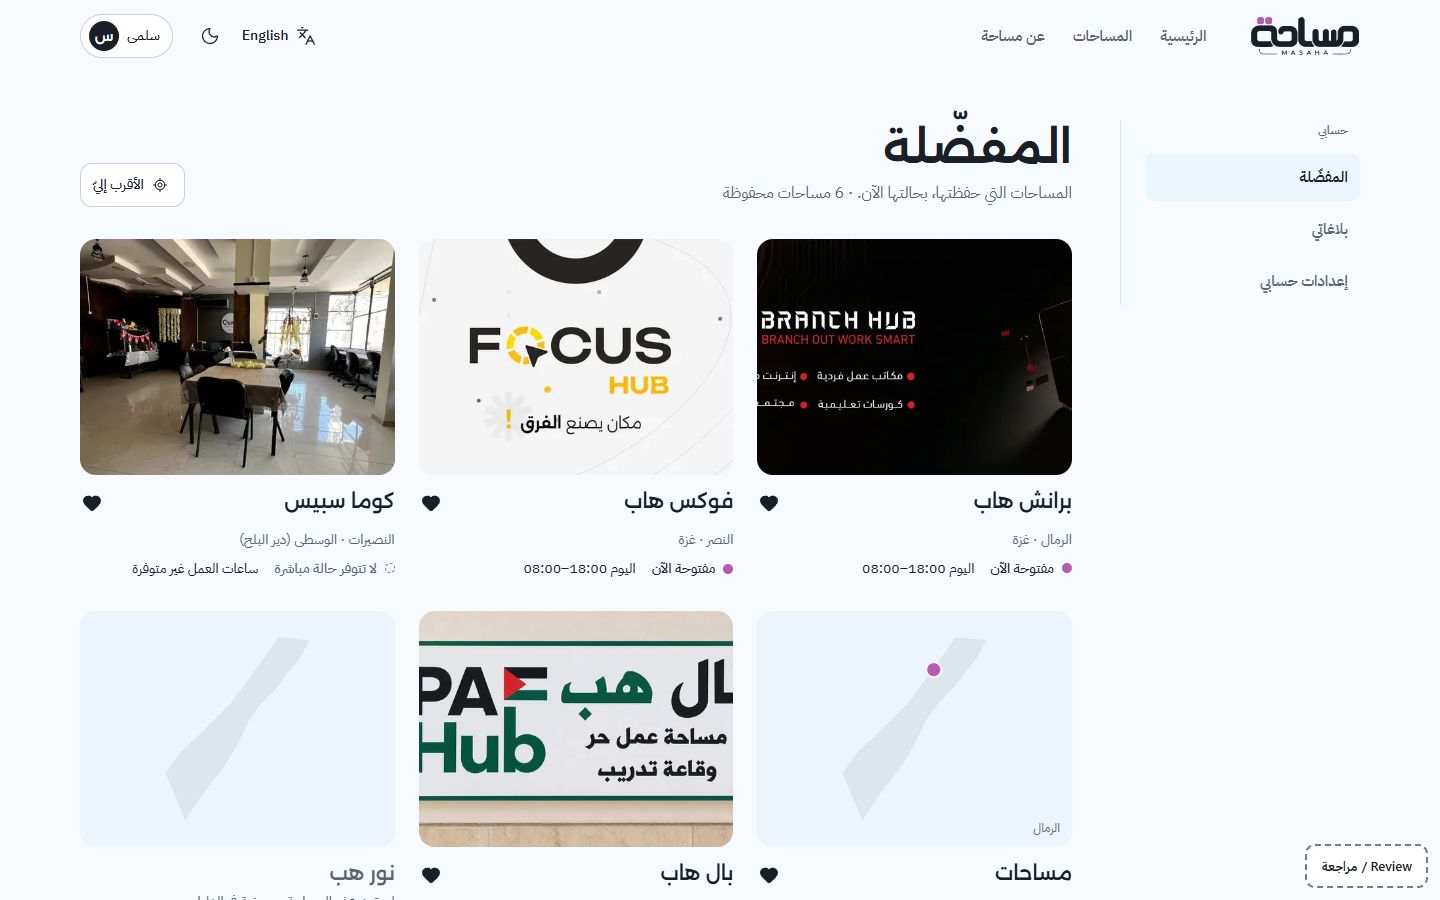 مساحة
MASAHA
الرئيسية
المساحات
عن مساحة
English
سلمى
س
حسابي
المفضّلة
بلاغاتي
إعدادات حسابي
المفضّلة
المساحات التي حفظتها، بحالتها الآن. · 6 مساحات محفوظة
الأقرب إليّ
BRANCH HUB
BRANCH OUT WORK SMART
مكاتب عمل فردية
كورسات تعليمية
برانش هاب
الرمال · غزة
مفتوحة الآن
اليوم 08:00–18:00
FOCUS
HUB
مكان يصنع الفرق !
فوكس هاب
النصر · غزة
مفتوحة الآن
اليوم 08:00–18:00
كوما سبيس
النصيرات · الوسطى (دير البلح)
لا تتوفر حالة مباشرة
ساعات العمل غير متوفرة
الرمال
مساحات
بال هب
Hub
مساحة عمل حر
وقاعة تدريب
بال هاب
نور هب
Review / مراجعة